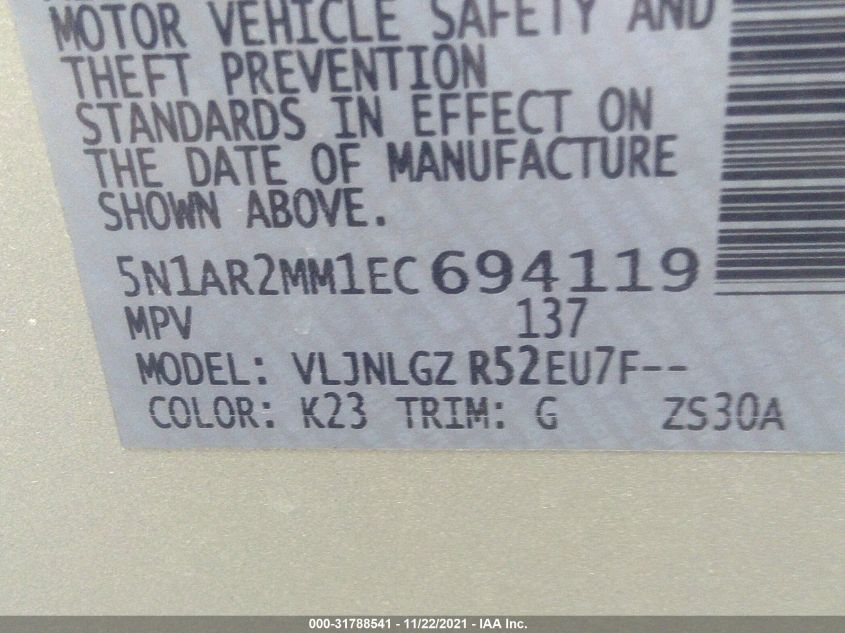 MOTOR VEHICLE SAFETY AND
THEFT PREVENTION
STANDARDS IN EFFECT ON
THE DATE OF MANUFACTURE
SHOWN ABOVE.
5N1AR2MM1EC694119
MPV 137
MODEL: VLJNLGZ R52EU7F--
COLOR: K23 TRIM: G ZS30A
000-31788541 - 11/22/2021 - IAA Inc.